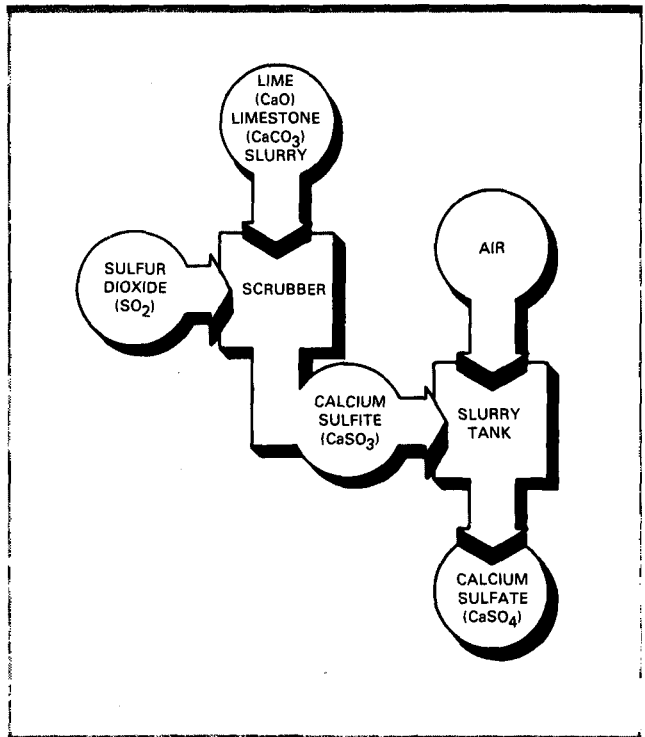 LIME
(CaO)
LIMESTONE
(CaCO₃)
SLURRY
SULFUR
DIOXIDE
(SO₂)
SCRUBBER
AIR
CALCIUM
SULFITE
(CaSO₃)
SLURRY
TANK
CALCIUM
SULFATE
(CaSO₄)